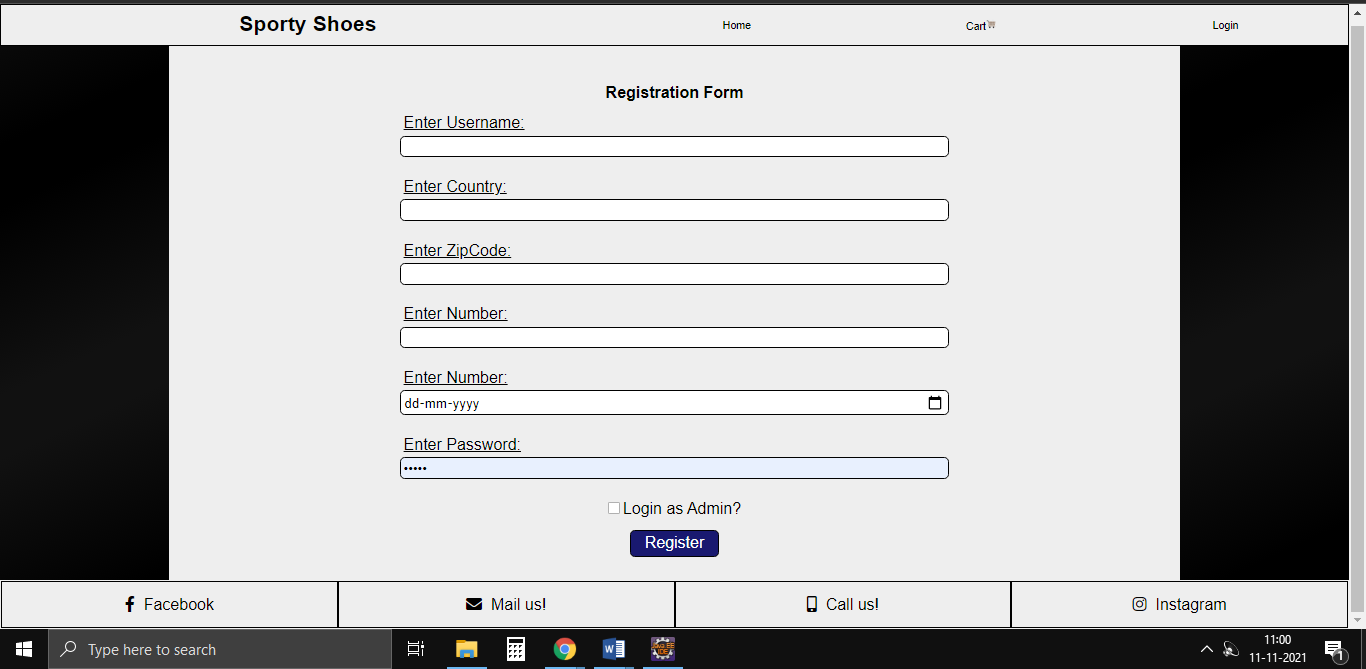 Sporty Shoes Home Cart Login
Registration Form
Enter Username:
Enter Country:
Enter ZipCode:
Enter Number:
Enter Number:
dd-mm-yyyy
Enter Password:
•••••
Login as Admin?
Register
Facebook Mail us! Call us! Instagram
Type here to search
11:00
11-11-2021
1